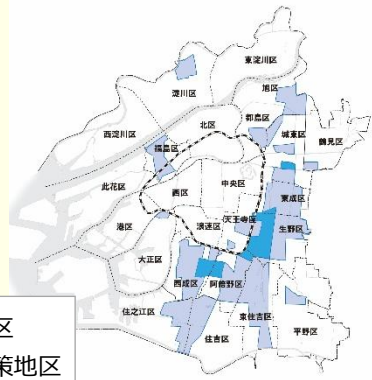 東淀川区
淀川区
旭区
都島区
北区
城東区
鶴見区
西淀川区
福島区
此花区
中央区
西区
東成区
天王寺区
港区
浪速区
生野区
大正区
西成区
阿倍野区
住之江区
東住吉区
平野区
住吉区
区
策地区